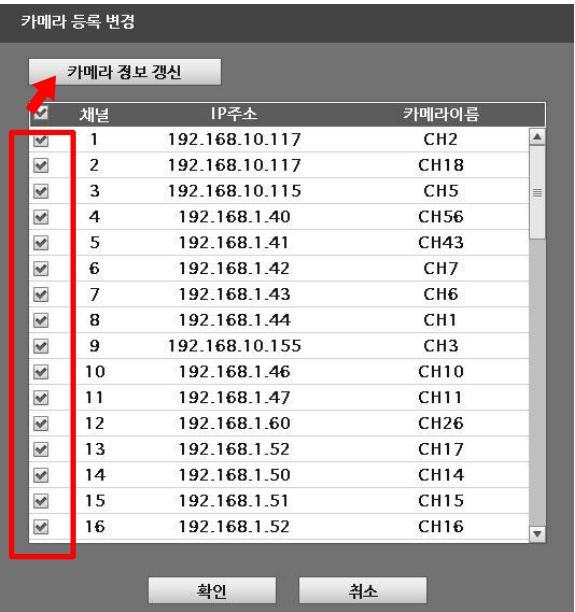 카메라 등록 변경
카메라 정보 갱신
채널 IP주소 카메라이름
1 192.168.10.117 CH2
2 192.168.10.117 CH18
3 192.168.10.115 CH5
4 192.168.1.40 CH56
5 192.168.1.41 CH43
6 192.168.1.42 CH7
7 192.168.1.43 CH6
8 192.168.1.44 CH1
9 192.168.10.155 CH3
10 192.168.1.46 CH10
11 192.168.1.47 CH11
12 192.168.1.60 CH26
13 192.168.1.52 CH17
14 192.168.1.50 CH14
15 192.168.1.51 CH15
16 192.168.1.52 CH16
확인 취소